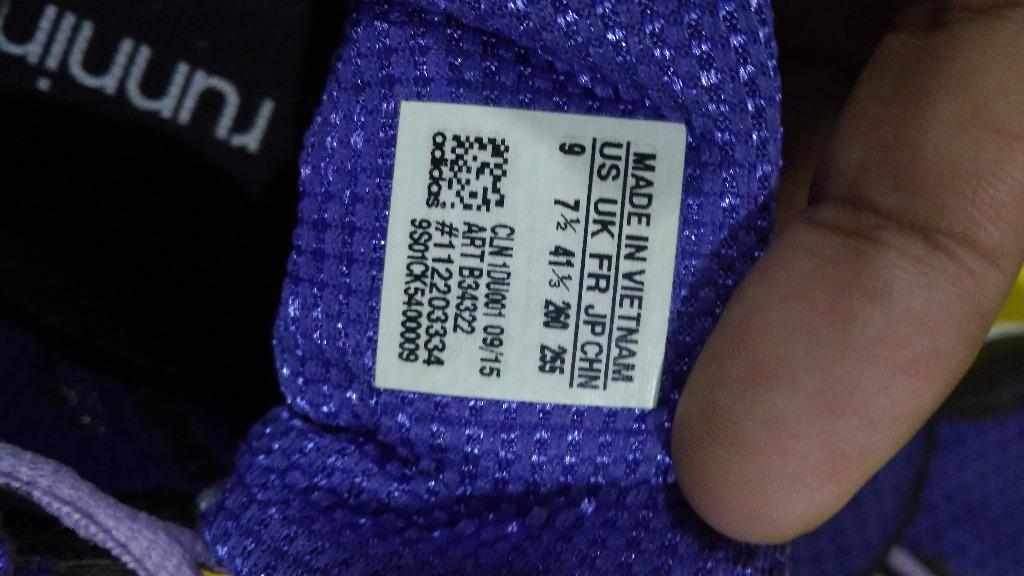 MADE IN VIETNAM
US UK FR JP CHN
9 7½ 41⅓ 260 255
CLN 1DU001 09/15
ART B34322
#112203334
9S01CK5400009
adidas
runnin